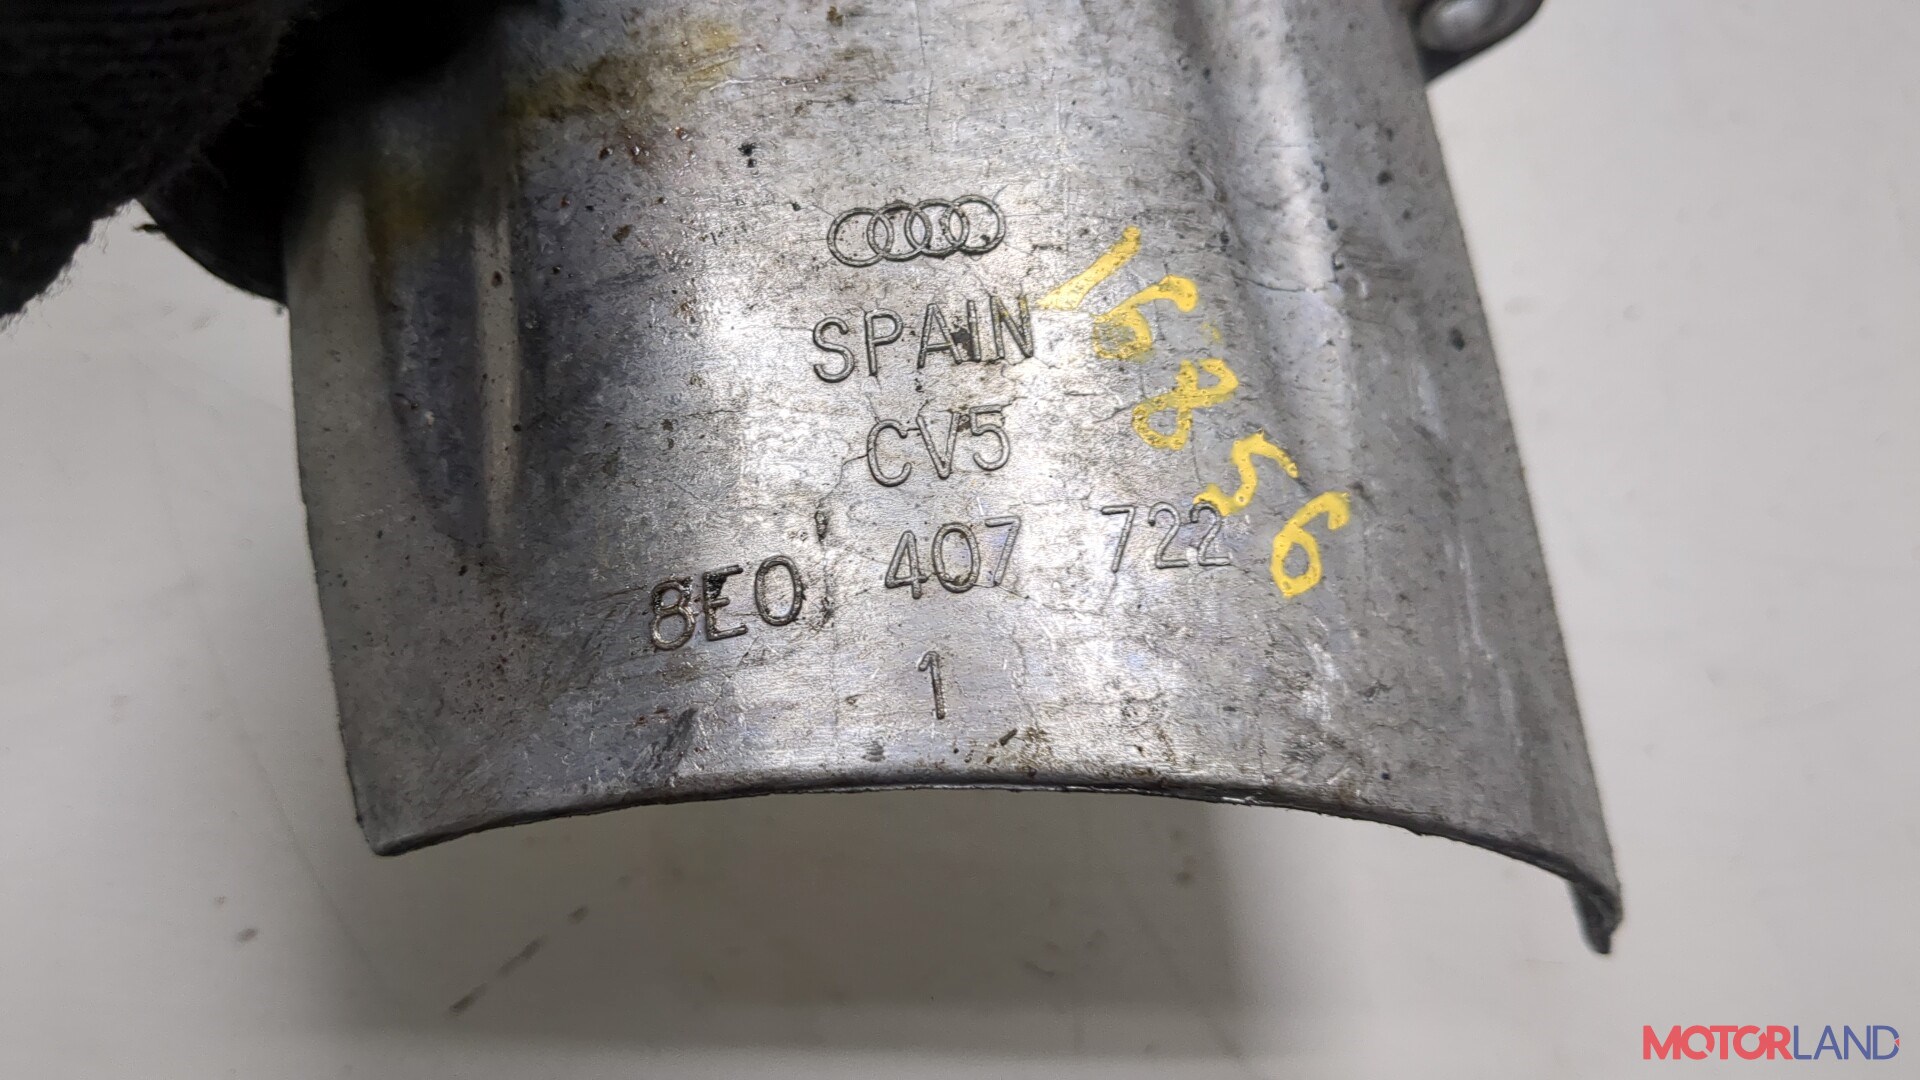 SPAIN
CV5
8E0 407 722
1
16856
MOTORLAND